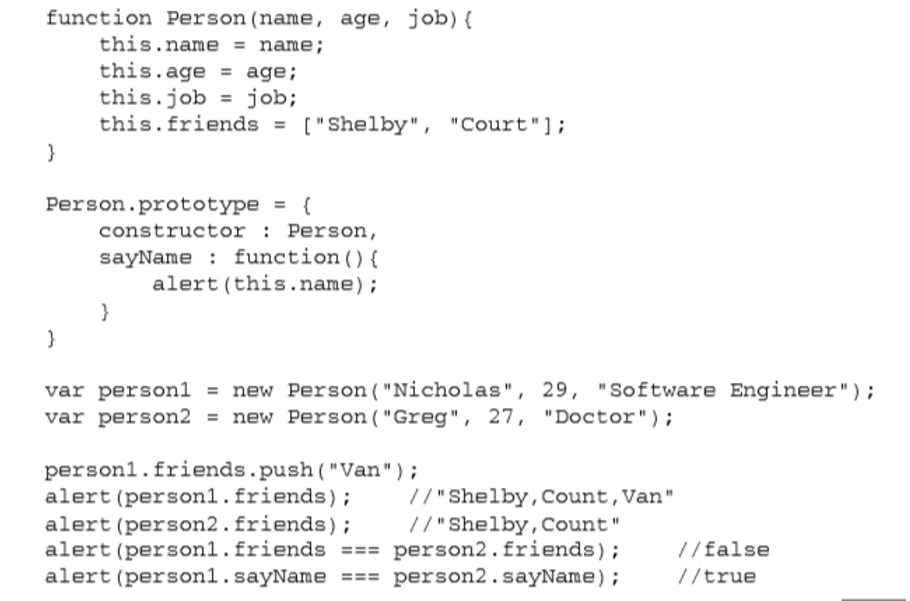 function Person(name, age, job){
    this.name = name;
    this.age = age;
    this.job = job;
    this.friends = ["Shelby", "Court"];
}

Person.prototype = {
    constructor : Person,
    sayName : function(){
        alert(this.name);
    }
}

var person1 = new Person("Nicholas", 29, "Software Engineer");
var person2 = new Person("Greg", 27, "Doctor");

person1.friends.push("Van");
alert(person1.friends);    //"Shelby,Count,Van"
alert(person2.friends);    //"Shelby,Count"
alert(person1.friends === person2.friends);    //false
alert(person1.sayName === person2.sayName);    //true